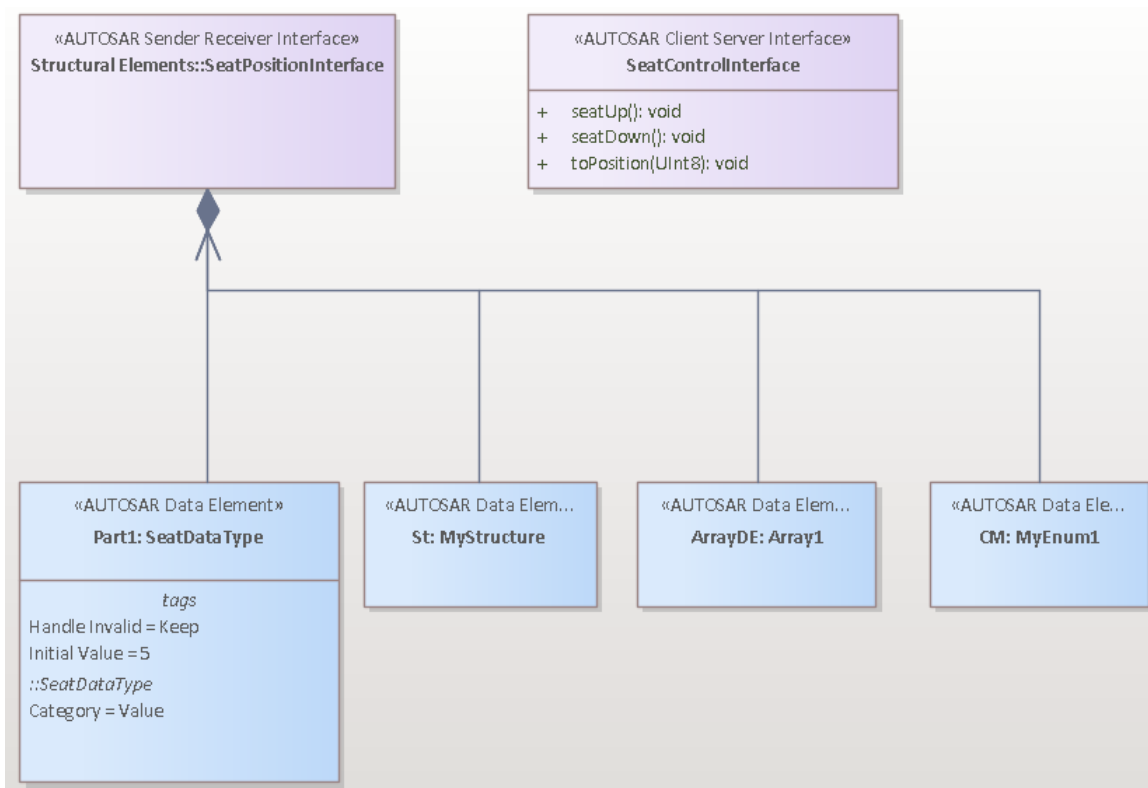 «AUTOSAR Sender Receiver Interface»
Structural Elements::SeatPositionInterface
«AUTOSAR Client Server Interface»
SeatControlInterface
+ seatUp(): void
+ seatDown(): void
+ toPosition(UInt8): void
«AUTOSAR Data Element»
Part1: SeatDataType
tags
Handle Invalid = Keep
Initial Value = 5
::SeatDataType
Category = Value
«AUTOSAR Data Elem...
St: MyStructure
«AUTOSAR Data Elem...
ArrayDE: Array1
«AUTOSAR Data Ele...
CM: MyEnum1